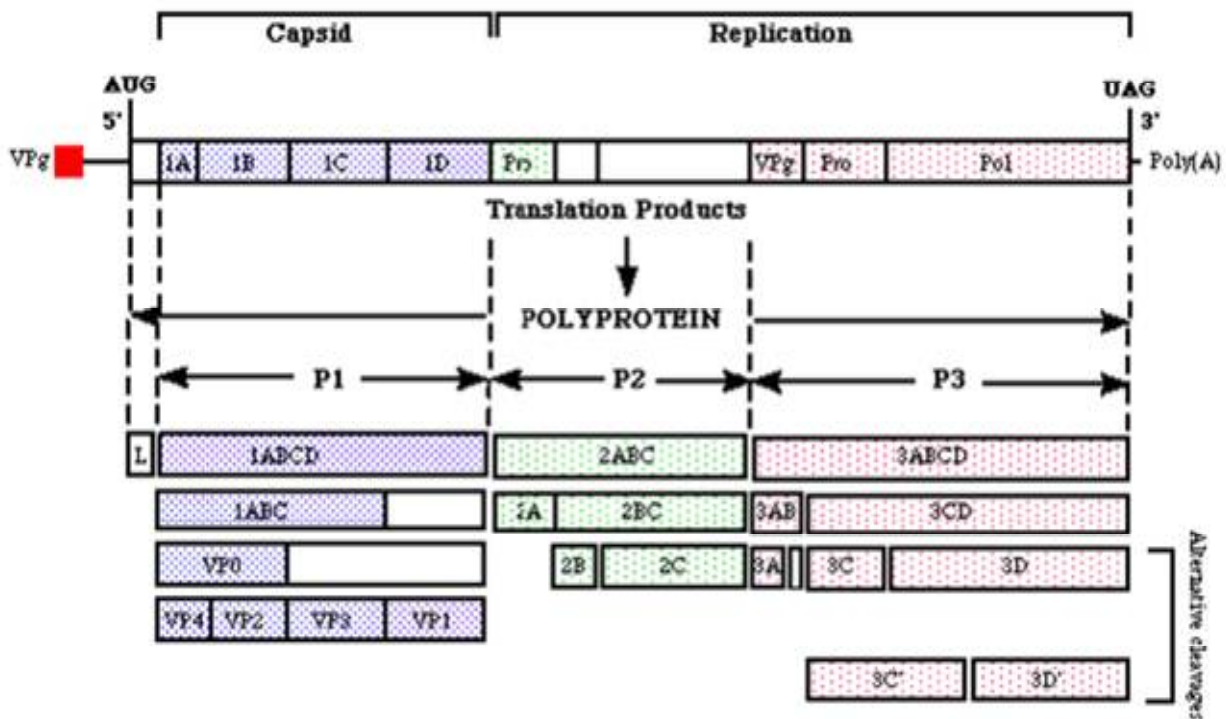 Capsid Replication
AUG UAG
5' 3'
VPg 1A 1B 1C 1D Pro VPg Pro Pol Poly(A)
Translation Products
POLYPROTEIN
P1 P2 P3
L 1ABCD 2ABC 3ABCD
1ABC 2A 2BC 3AB 3CD
VP0 2B 2C 3A 3C 3D
VP4 VP2 VP3 VP1
3C' 3D'
Alternative cleavages